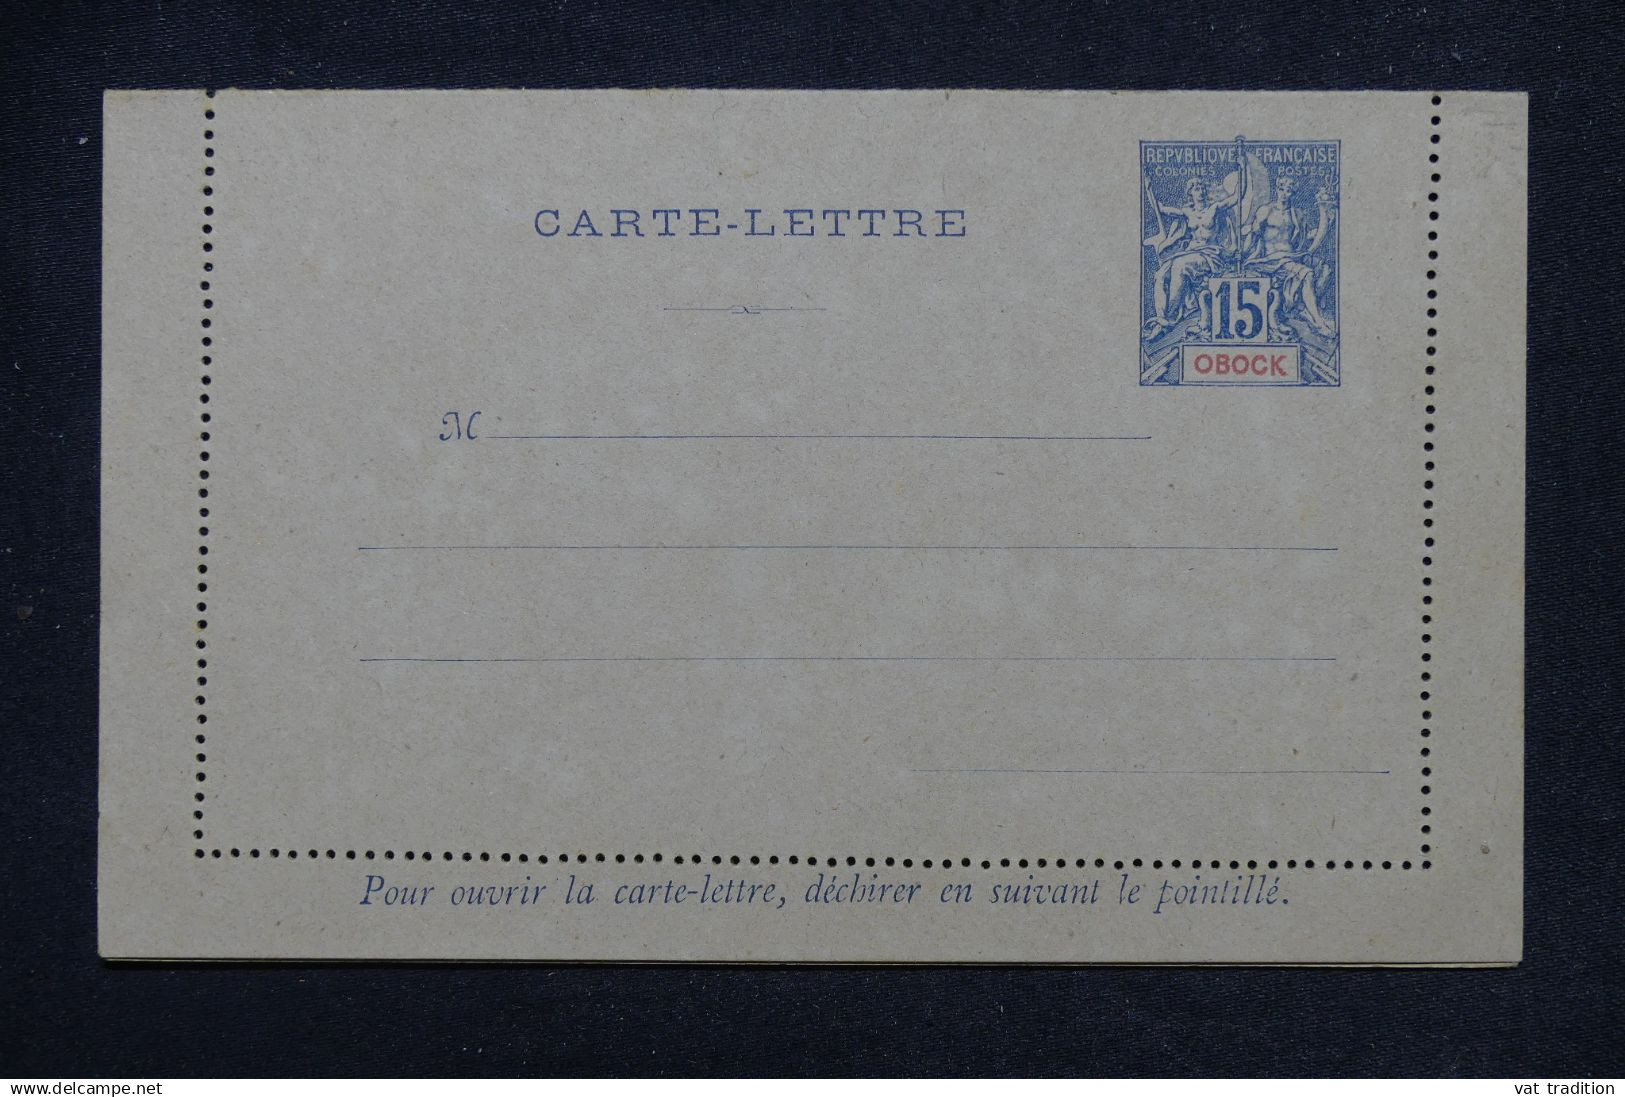 REPVBLIQVE FRANCAISE
COLONIES POSTES
CARTE-LETTRE
15
OBOCK
M
Pour ouvrir la carte-lettre, déchirer en suivant le pointillé.
www.delcampe.net
vat tradition